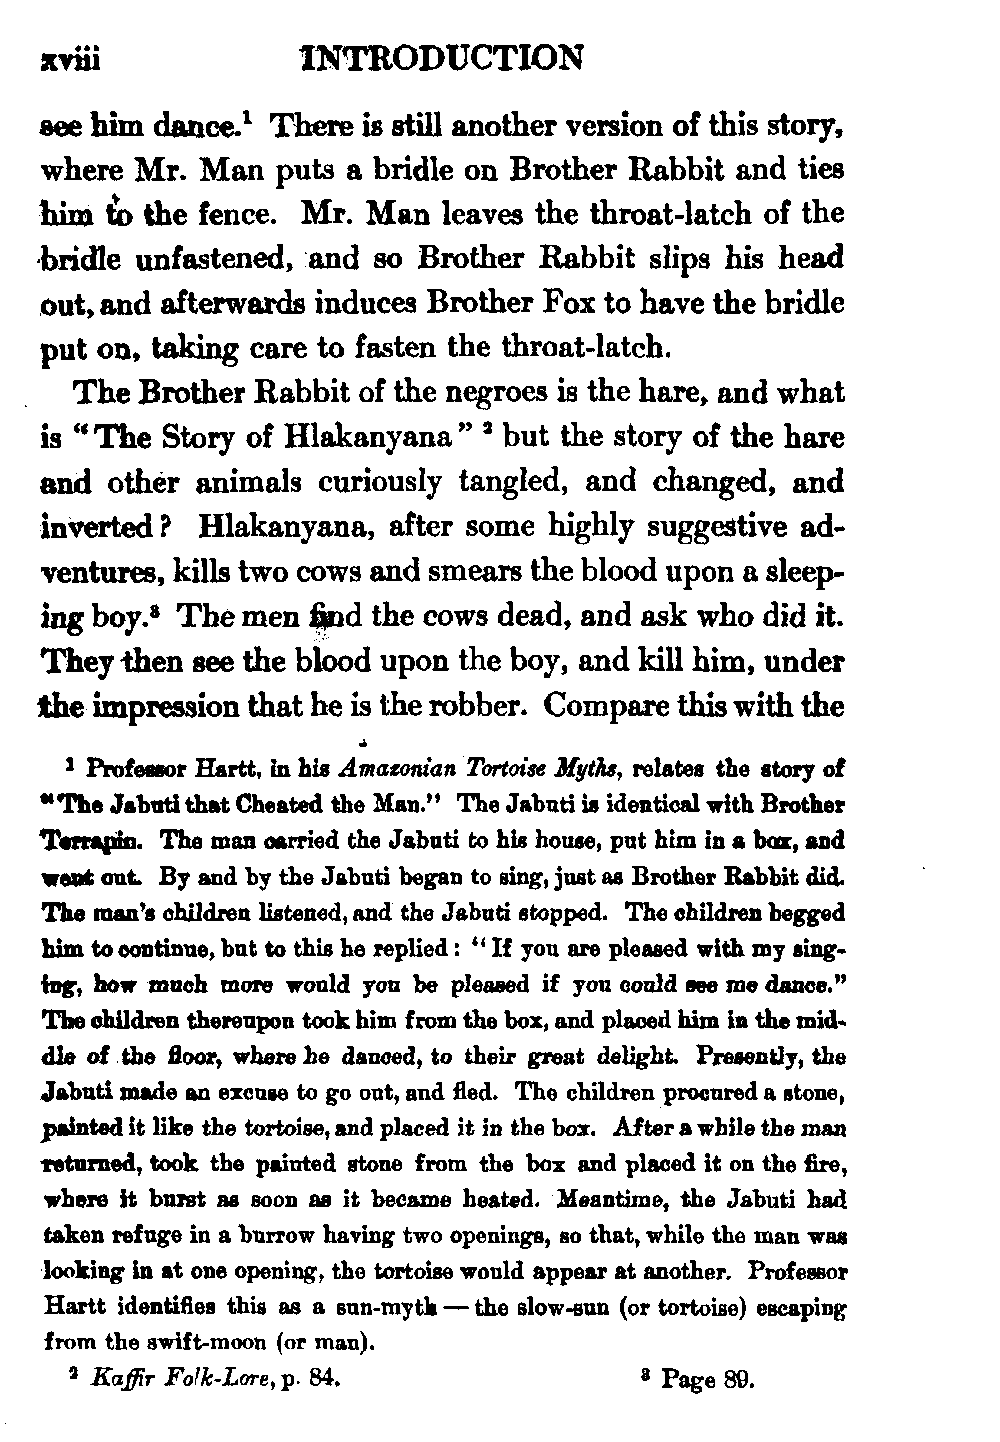 xviii INTRODUCTION
see him dance.¹ There is still another version of this story,
where Mr. Man puts a bridle on Brother Rabbit and ties
him to the fence. Mr. Man leaves the throat-latch of the
bridle unfastened, and so Brother Rabbit slips his head
out, and afterwards induces Brother Fox to have the bridle
put on, taking care to fasten the throat-latch.
The Brother Rabbit of the negroes is the hare, and what
is "The Story of Hlakanyana" ² but the story of the hare
and other animals curiously tangled, and changed, and
inverted? Hlakanyana, after some highly suggestive ad-
ventures, kills two cows and smears the blood upon a sleep-
ing boy.³ The men find the cows dead, and ask who did it.
They then see the blood upon the boy, and kill him, under
the impression that he is the robber. Compare this with the
¹ Professor Hartt, in his Amazonian Tortoise Myths, relates the story of
"The Jabuti that Cheated the Man." The Jabuti is identical with Brother
Terrapin. The man carried the Jabuti to his house, put him in a box, and
went out. By and by the Jabuti began to sing, just as Brother Rabbit did.
The man's children listened, and the Jabuti stopped. The children begged
him to continue, but to this he replied: "If you are pleased with my sing-
ing, how much more would you be pleased if you could see me dance."
The children thereupon took him from the box, and placed him in the mid-
dle of the floor, where he danced, to their great delight. Presently, the
Jabuti made an excuse to go out, and fled. The children procured a stone,
painted it like the tortoise, and placed it in the box. After a while the man
returned, took the painted stone from the box and placed it on the fire,
where it burst as soon as it became heated. Meantime, the Jabuti had
taken refuge in a burrow having two openings, so that, while the man was
looking in at one opening, the tortoise would appear at another. Professor
Hartt identifies this as a sun-myth — the slow-sun (or tortoise) escaping
from the swift-moon (or man).
² Kaffir Folk-Lore, p. 84. ³ Page 89.